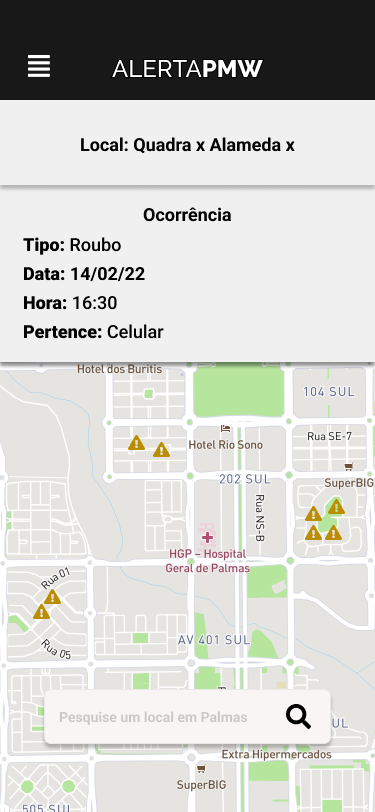 ALERTAPMW
Local: Quadra x Alameda x
Ocorrência
Tipo: Roubo
Data: 14/02/22
Hora: 16:30
Pertence: Celular
Hotel dos Buritis
104 SUL
Rua SE-7
Hotel Rio Sono
202 SUL
SuperBIG
Rua NS-B
HGP – Hospital
Geral de Palmas
Rua 01
Rua 05
AV 401 SUL
Pesquise um local em Palmas
UL
Extra Hipermercados
SuperBIG
505 SUL